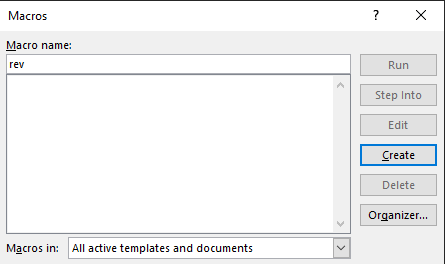 Macros
?
Macro name:
rev
Run
Step Into
Edit
Create
Delete
Organizer...
Macros in:
All active templates and documents